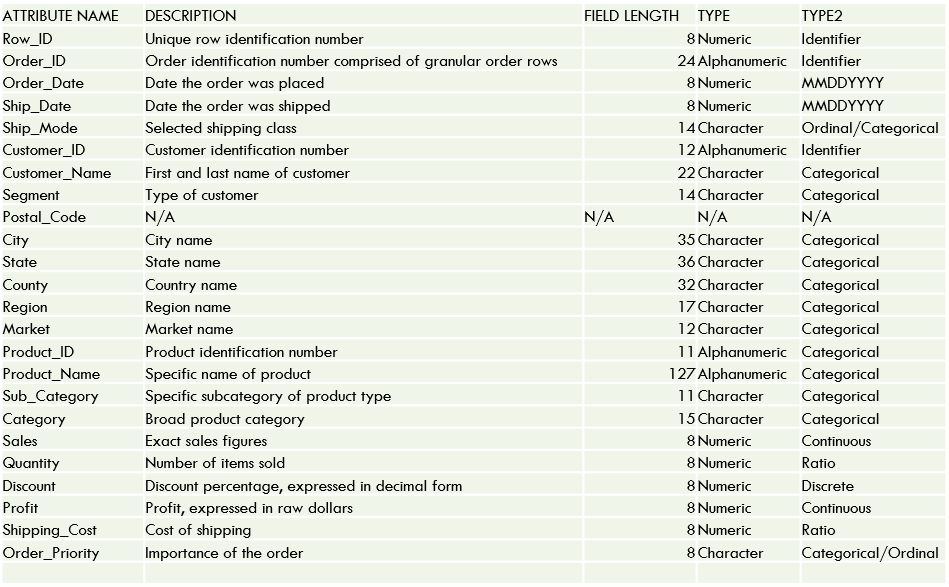 ATTRIBUTE NAME DESCRIPTION FIELD LENGTH TYPE TYPE2
Row_ID Unique row identification number 8 Numeric Identifier
Order_ID Order identification number comprised of granular order rows 24 Alphanumeric Identifier
Order_Date Date the order was placed 8 Numeric MMDDYYYY
Ship_Date Date the order was shipped 8 Numeric MMDDYYYY
Ship_Mode Selected shipping class 14 Character Ordinal/Categorical
Customer_ID Customer identification number 12 Alphanumeric Identifier
Customer_Name First and last name of customer 22 Character Categorical
Segment Type of customer 14 Character Categorical
Postal_Code N/A N/A N/A N/A
City City name 35 Character Categorical
State State name 36 Character Categorical
County Country name 32 Character Categorical
Region Region name 17 Character Categorical
Market Market name 12 Character Categorical
Product_ID Product identification number 11 Alphanumeric Categorical
Product_Name Specific name of product 127 Alphanumeric Categorical
Sub_Category Specific subcategory of product type 11 Character Categorical
Category Broad product category 15 Character Categorical
Sales Exact sales figures 8 Numeric Continuous
Quantity Number of items sold 8 Numeric Ratio
Discount Discount percentage, expressed in decimal form 8 Numeric Discrete
Profit Profit, expressed in raw dollars 8 Numeric Continuous
Shipping_Cost Cost of shipping 8 Numeric Ratio
Order_Priority Importance of the order 8 Character Categorical/Ordinal